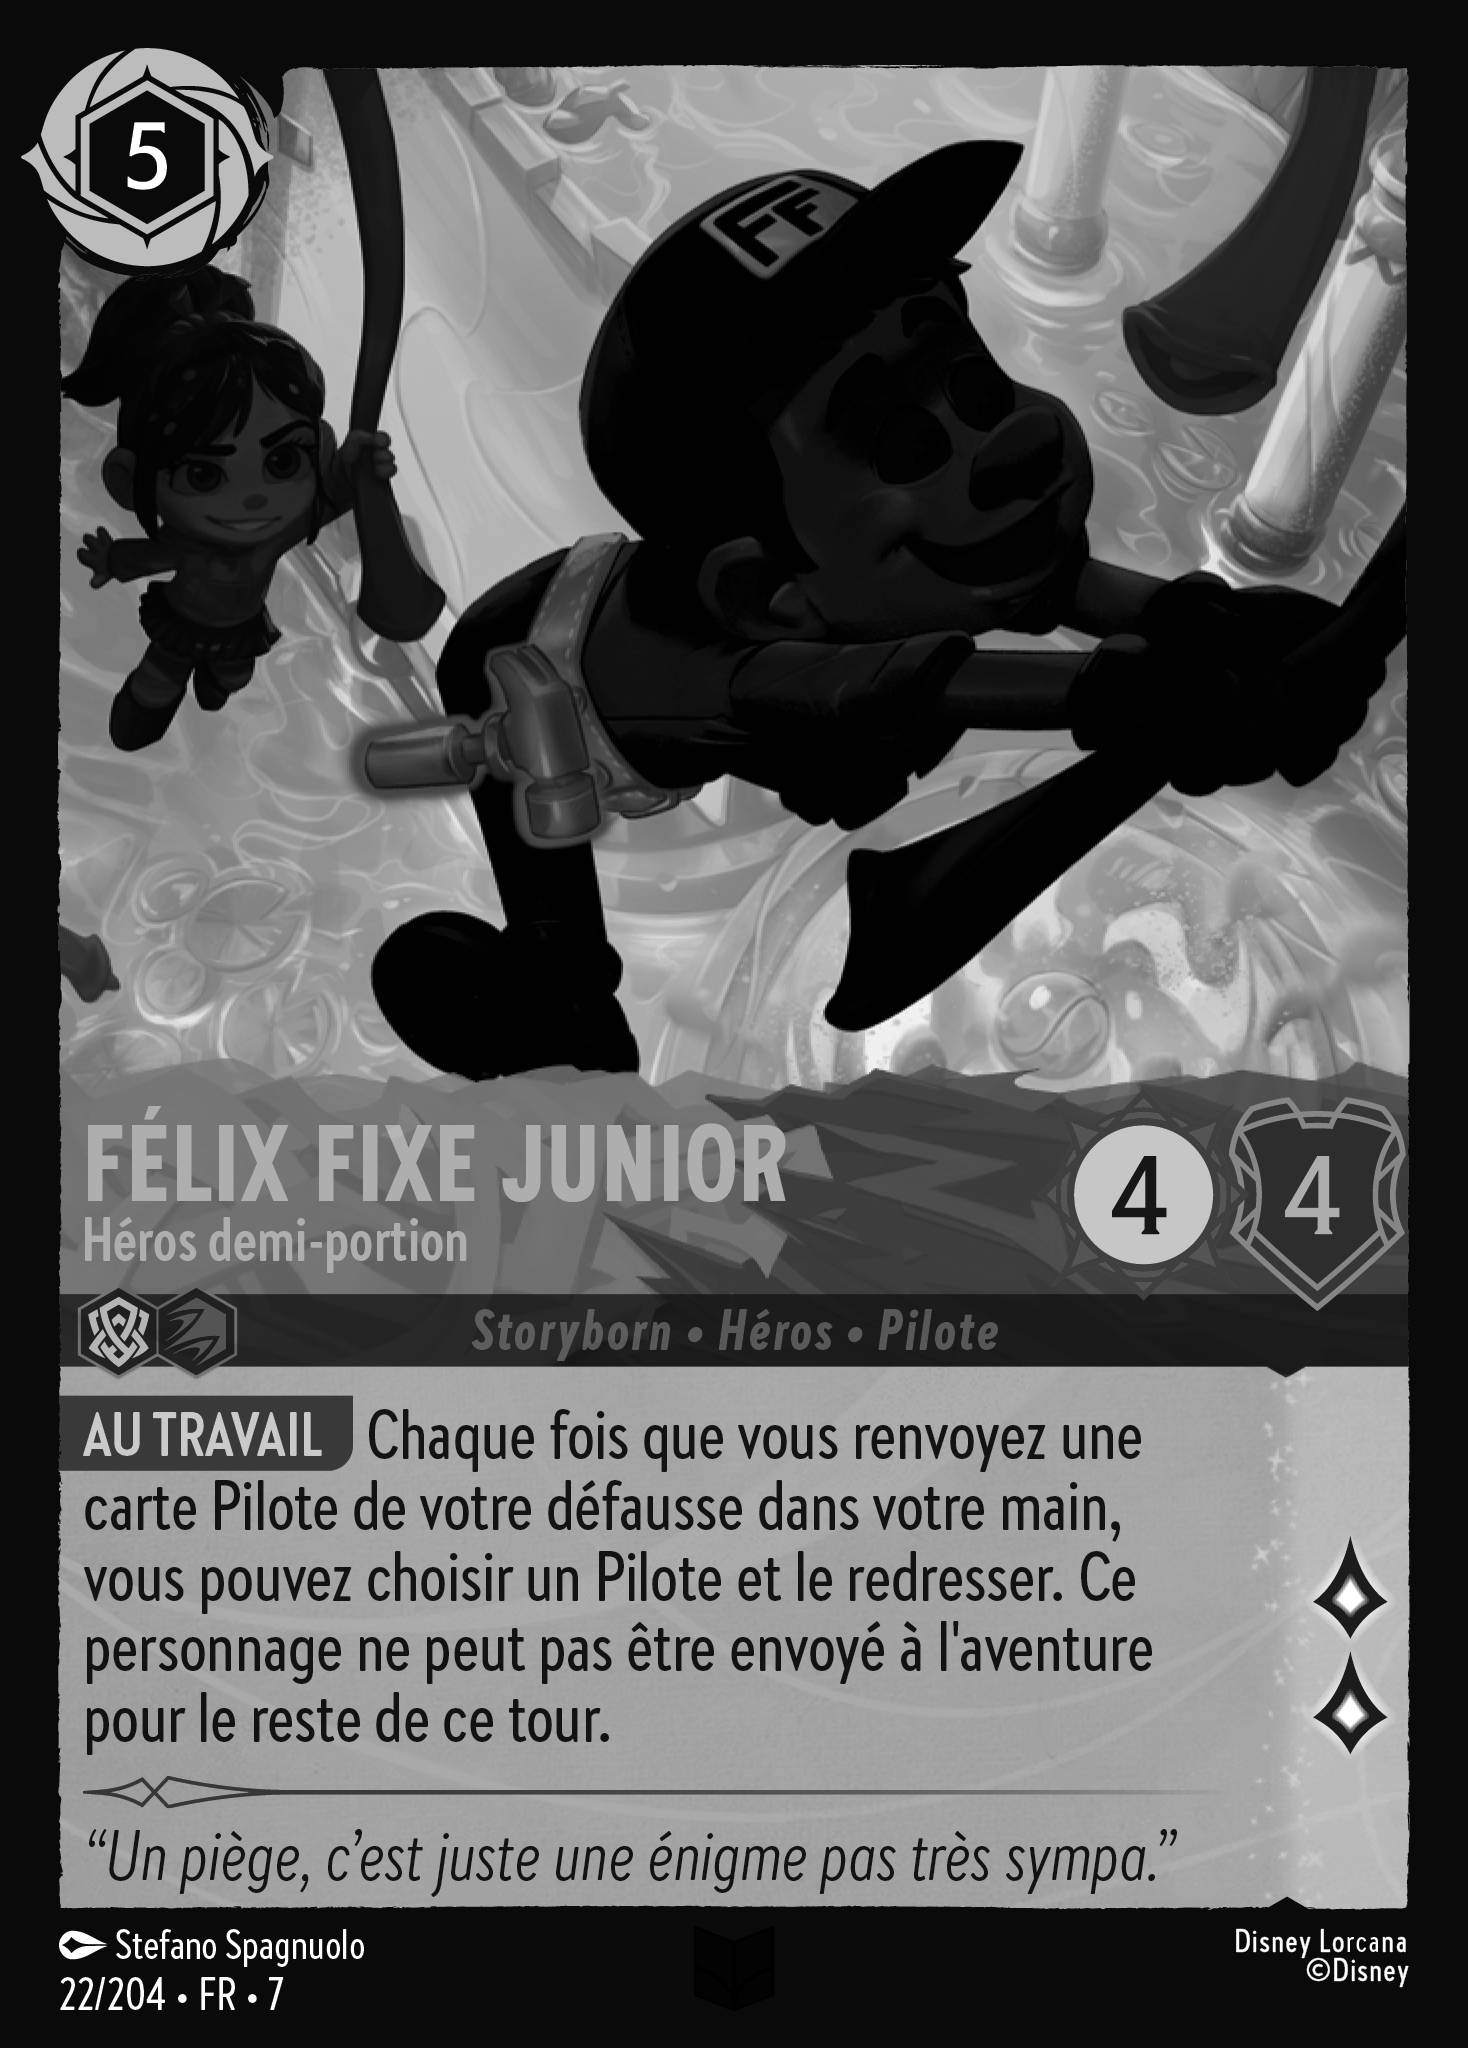 5
FF
FÉLIX FIXE JUNIOR
Héros demi-portion
4
4
Storyborn • Héros • Pilote
AU TRAVAIL Chaque fois que vous renvoyez une
carte Pilote de votre défausse dans votre main,
vous pouvez choisir un Pilote et le redresser. Ce
personnage ne peut pas être envoyé à l'aventure
pour le reste de ce tour.
“Un piège, c’est juste une énigme pas très sympa.”
Stefano Spagnuolo
22/204 • FR • 7
Disney Lorcana
©Disney